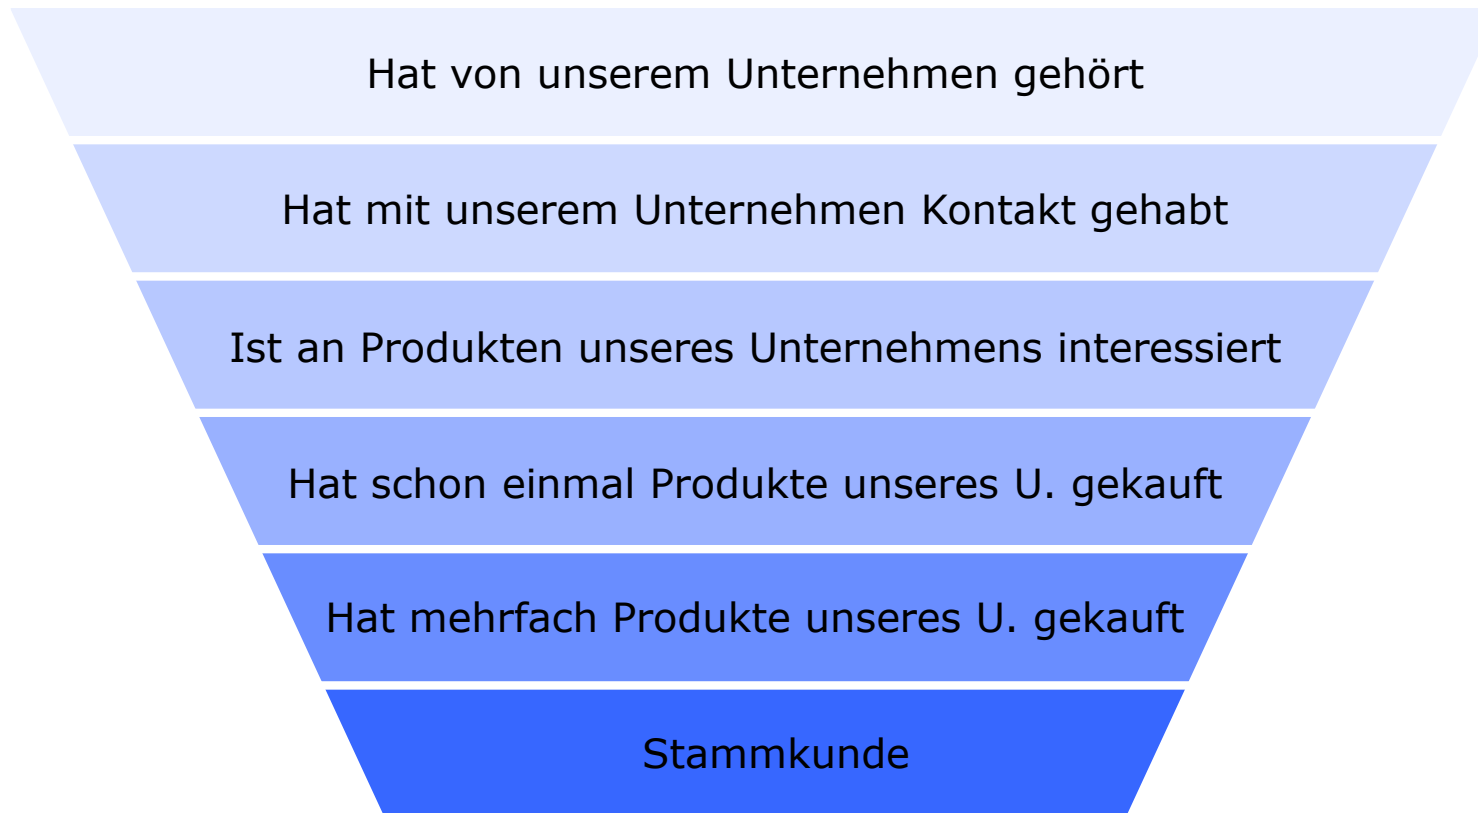 Hat von unserem Unternehmen gehört
Hat mit unserem Unternehmen Kontakt gehabt
Ist an Produkten unseres Unternehmens interessiert
Hat schon einmal Produkte unseres U. gekauft
Hat mehrfach Produkte unseres U. gekauft
Stammkunde